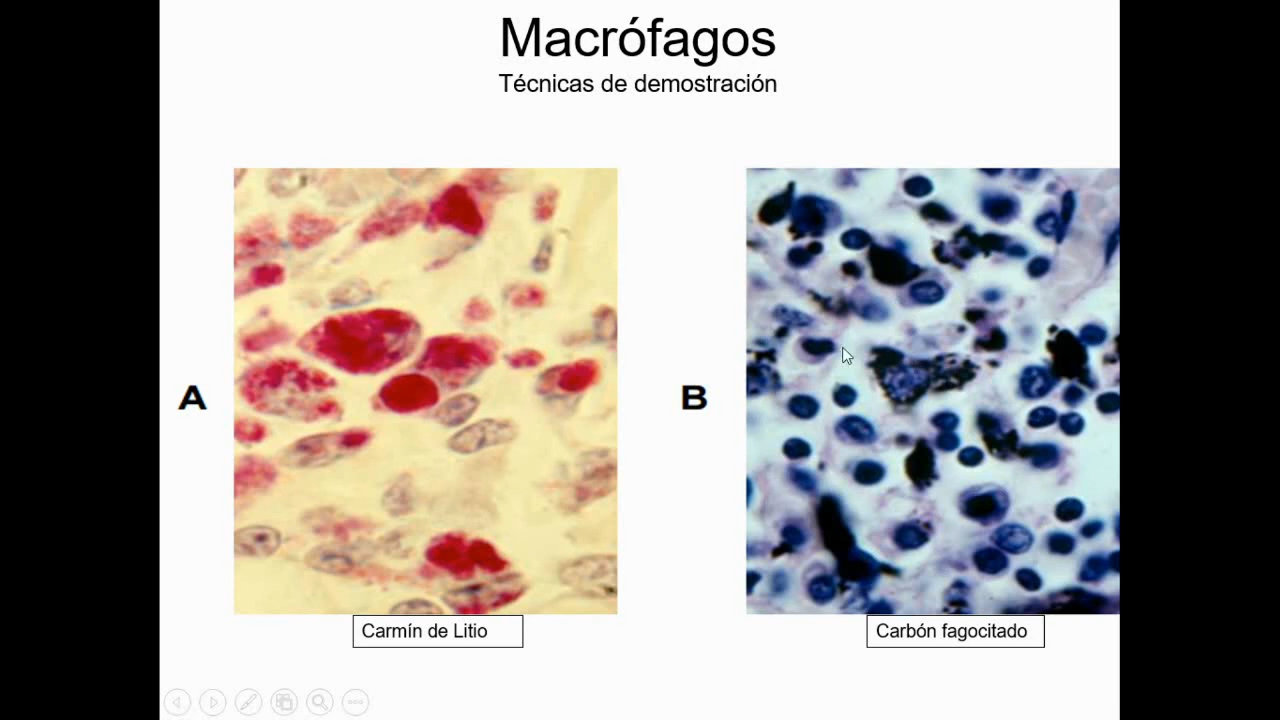 Macrófagos
Técnicas de demostración
A
B
Carmín de Litio
Carbón fagocitado